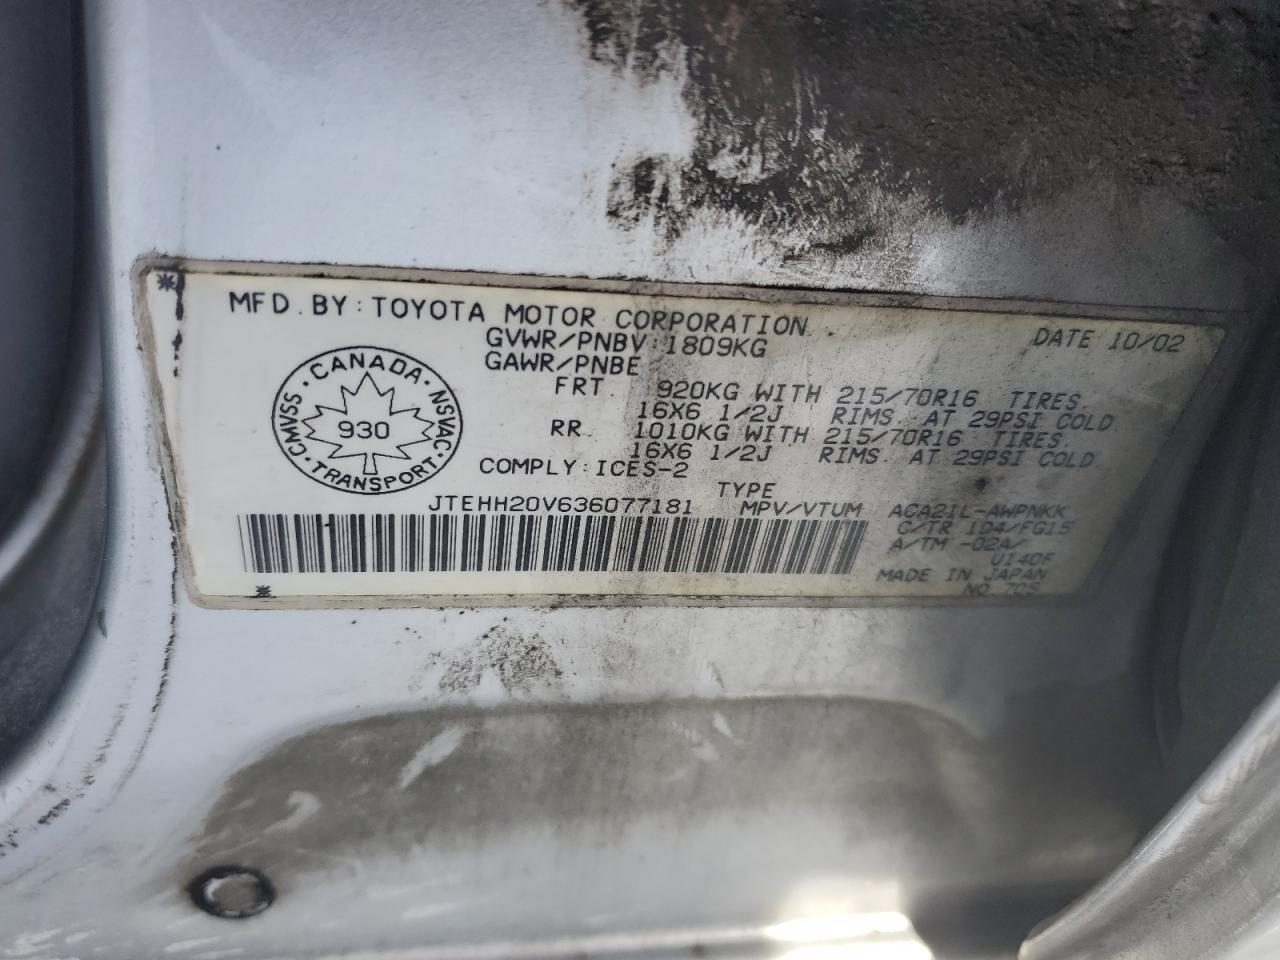 MFD. BY: TOYOTA MOTOR CORPORATION
DATE 10/02
GVWR/PNBV: 1809KG
GAWR/PNBE
FRT. 920KG WITH 215/70R16 TIRES.
16X6 1/2J RIMS. AT 29PSI COLD.
RR. 1010KG WITH 215/70R16 TIRES.
16X6 1/2J RIMS. AT 29PSI COLD.
COMPLY: ICES-2
CMVSS · CANADA · NSVAC · TRANSPORT ·
930
TYPE
JTEHH20V636077181 MPV/VTUM
ACA21L-AWPNKK
C/TR 1D4/FG15
A/TM -02A/
U140F
MADE IN JAPAN
NO. 705